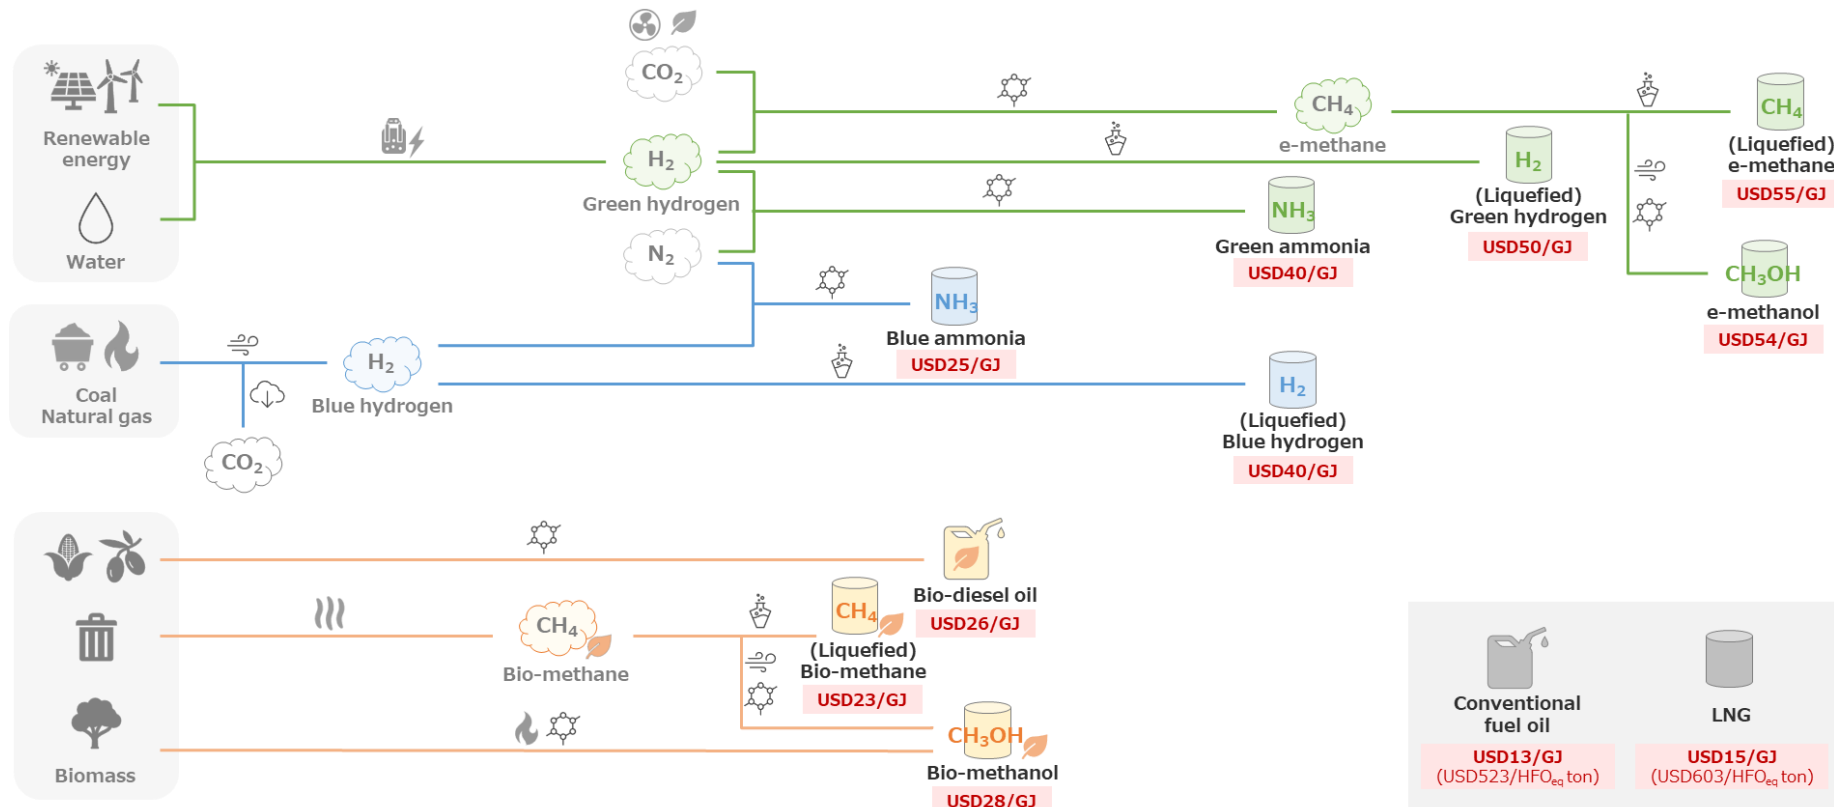 CO₂
Renewable
energy
Water
H₂
Green hydrogen
N₂
CH₄
e-methane
CH₄
(Liquefied)
e-methane
USD55/GJ
H₂
(Liquefied)
Green hydrogen
USD50/GJ
NH₃
Green ammonia
USD40/GJ
CH₃OH
e-methanol
USD54/GJ
Coal
Natural gas
CO₂
H₂
Blue hydrogen
NH₃
Blue ammonia
USD25/GJ
H₂
(Liquefied)
Blue hydrogen
USD40/GJ
Biomass
Bio-diesel oil
USD26/GJ
CH₄
Bio-methane
CH₄
(Liquefied)
Bio-methane
USD23/GJ
CH₃OH
Bio-methanol
USD28/GJ
Conventional
fuel oil
USD13/GJ
(USD523/HFOeq ton)
LNG
USD15/GJ
(USD603/HFOeq ton)